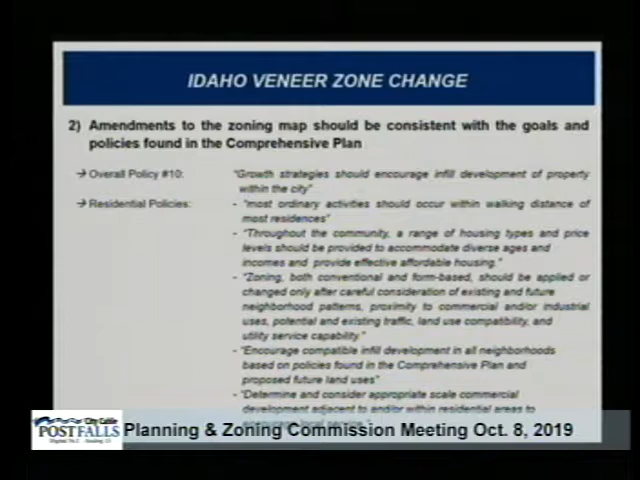 IDAHO VENEER ZONE CHANGE
2) Amendments to the zoning map should be consistent with the goals and
policies found in the Comprehensive Plan
→ Overall Policy #10: "Growth strategies should encourage infill development of property
within the city"
→ Residential Policies: - "most ordinary activities should occur within walking distance of
most residences"
- "Throughout the community, a range of housing types and price
levels should be provided to accommodate diverse ages and
incomes and provide effective affordable housing."
- "Zoning, both conventional and form-based, should be applied or
changed only after careful consideration of existing and future
neighborhood patterns, proximity to commercial and/or industrial
uses, potential and existing traffic, land use compatibility, and
utility service capability."
- "Encourage compatible infill development in all neighborhoods
based on policies found in the Comprehensive Plan and
proposed future land uses"
- "Determine and consider appropriate scale commercial
development adjacent to and/or within residential areas to
City Cable
POSTFALLS
Planning & Zoning Commission Meeting Oct. 8, 2019